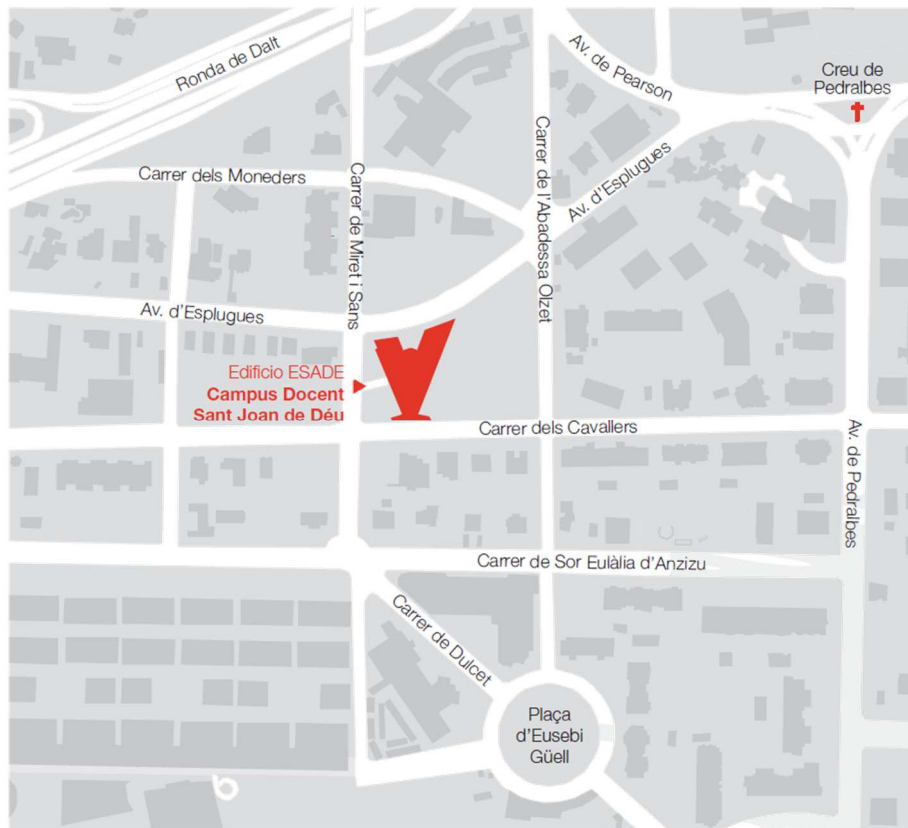 Ronda de Dalt
Av. de Pearson
Creu de
Pedralbes
Carrer dels Moneders
Carrer de Miret i Sans
Carrer de l'Abadessa Olzet
Av. d'Esplugues
Av. d'Esplugues
Edificio ESADE
Campus Docent
Sant Joan de Déu
Carrer dels Cavallers
Av. de Pedralbes
Carrer de Sor Eulàlia d'Anzizu
Carrer de Dulcet
Plaça
d'Eusebi
Güell